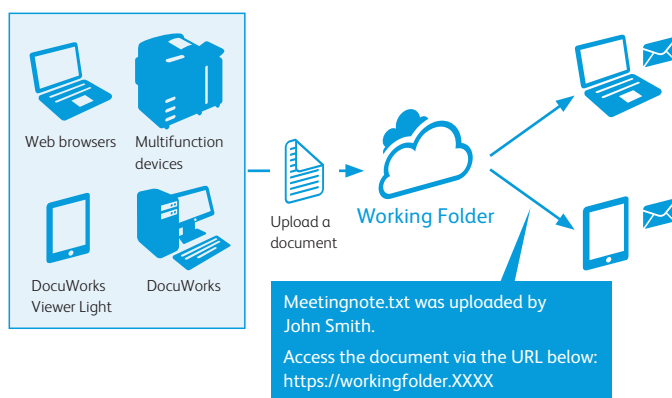 Web browsers
Multifunction
devices
DocuWorks
Viewer Light
DocuWorks
Upload a
document
Working Folder
Meetingnote.txt was uploaded by
John Smith.
Access the document via the URL below:
https://workingfolder.XXXX